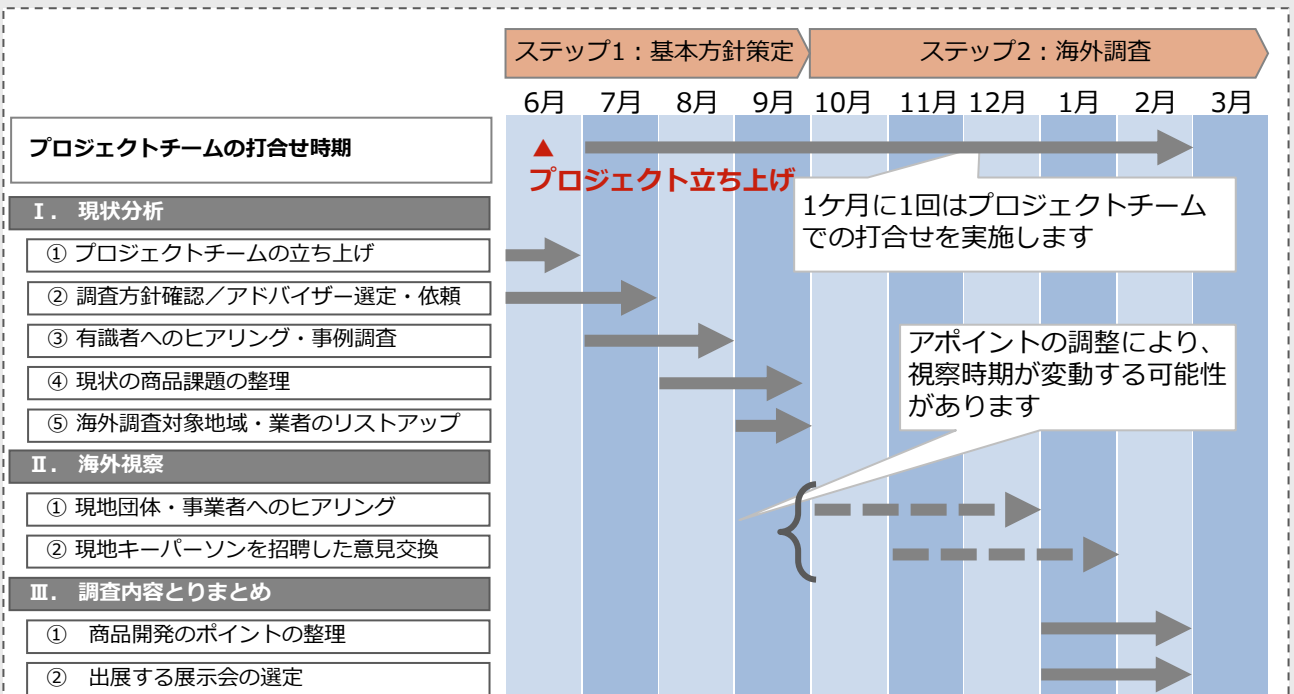 ステップ1：基本方針策定
ステップ2：海外調査
6月 7月 8月 9月 10月 11月 12月 1月 2月 3月
プロジェクトチームの打合せ時期
▲
プロジェクト立ち上げ
1ケ月に1回はプロジェクトチーム
での打合せを実施します
Ⅰ． 現状分析
① プロジェクトチームの立ち上げ
② 調査方針確認／アドバイザー選定・依頼
③ 有識者へのヒアリング・事例調査
④ 現状の商品課題の整理
⑤ 海外調査対象地域・業者のリストアップ
アポイントの調整により、
視察時期が変動する可能性
があります
Ⅱ． 海外視察
① 現地団体・事業者へのヒアリング
② 現地キーパーソンを招聘した意見交換
Ⅲ． 調査内容とりまとめ
① 商品開発のポイントの整理
② 出展する展示会の選定